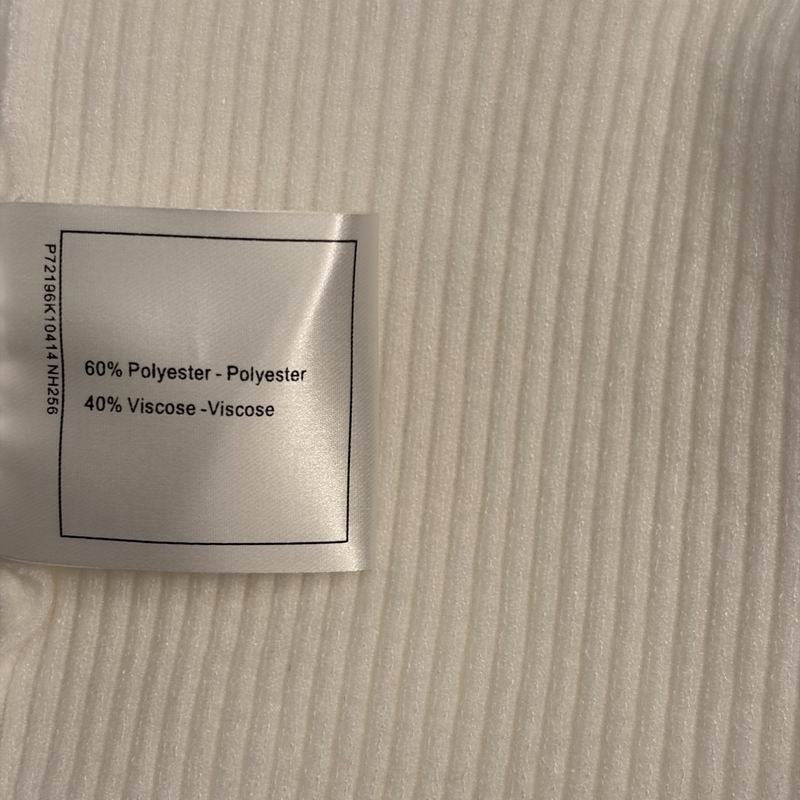 P72196K10414 NH256
60% Polyester - Polyester
40% Viscose -Viscose